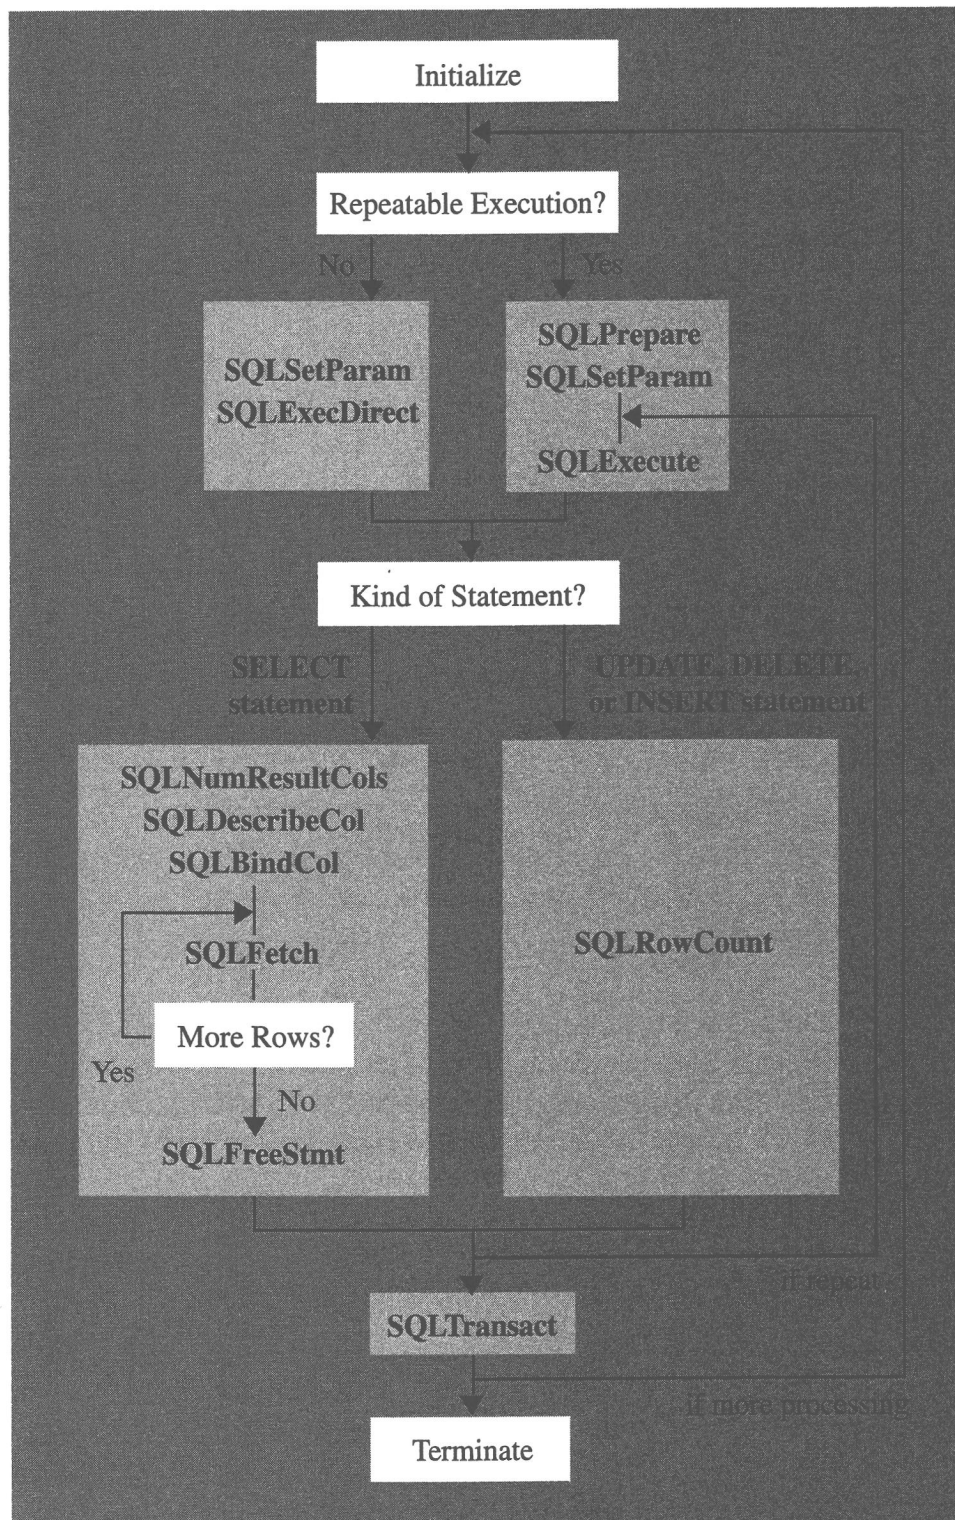 Initialize
Repeatable Execution?
No
Yes
SQLSetParam
SQLExecDirect
SQLPrepare
SQLSetParam
SQLExecute
Kind of Statement?
SELECT
statement
UPDATE, DELETE,
or INSERT statement
SQLNumResultCols
SQLDescribeCol
SQLBindCol
SQLFetch
More Rows?
Yes
No
SQLFreeStmt
SQLRowCount
if repeat
SQLTransact
if more processing
Terminate